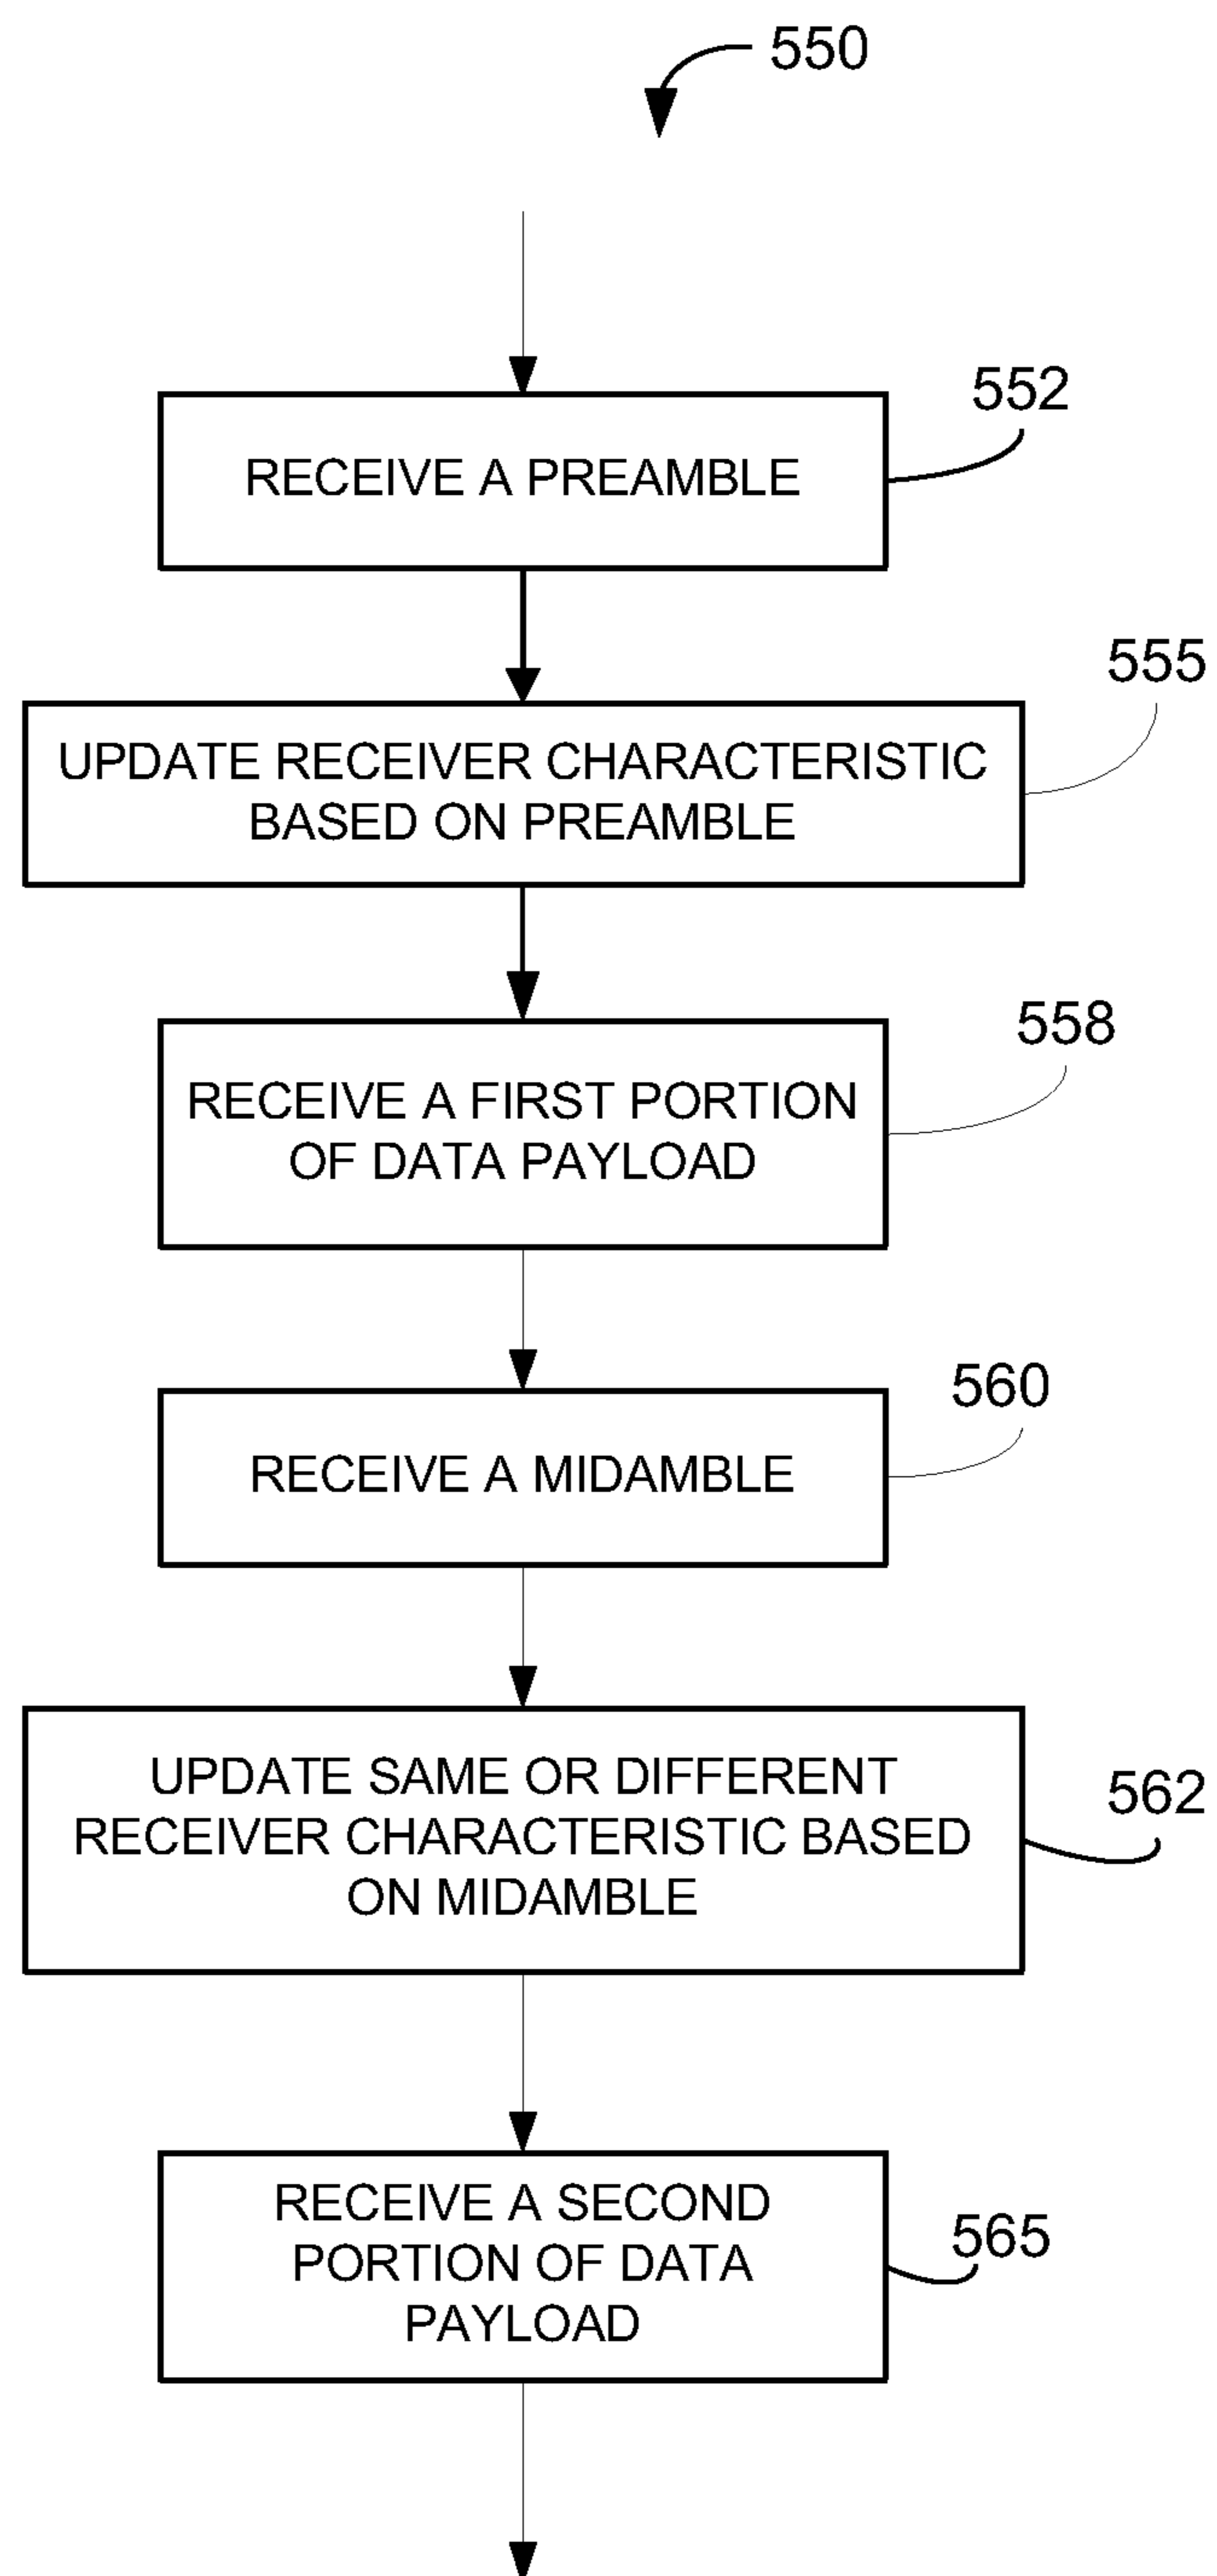 550
552
RECEIVE A PREAMBLE
555
UPDATE RECEIVER CHARACTERISTIC
BASED ON PREAMBLE
558
RECEIVE A FIRST PORTION
OF DATA PAYLOAD
560
RECEIVE A MIDAMBLE
562
UPDATE SAME OR DIFFERENT
RECEIVER CHARACTERISTIC BASED
ON MIDAMBLE
565
RECEIVE A SECOND
PORTION OF DATA
PAYLOAD